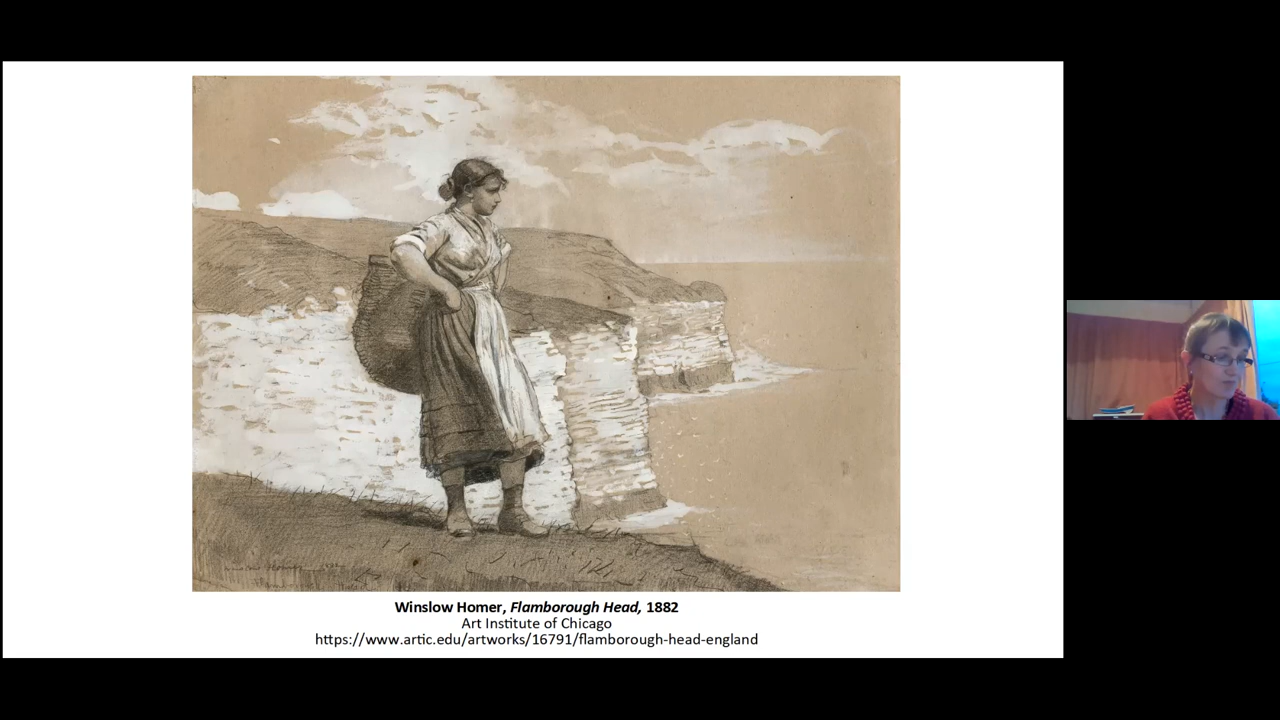 Winslow Homer, Flamborough Head, 1882
Art Institute of Chicago
https://www.artic.edu/artworks/16791/flamborough-head-england